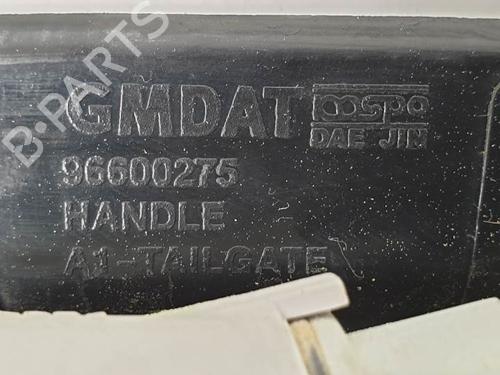 B-PARTS
GMDAT
DAE JIN
96600275
HANDLE
A1-TAILGATE